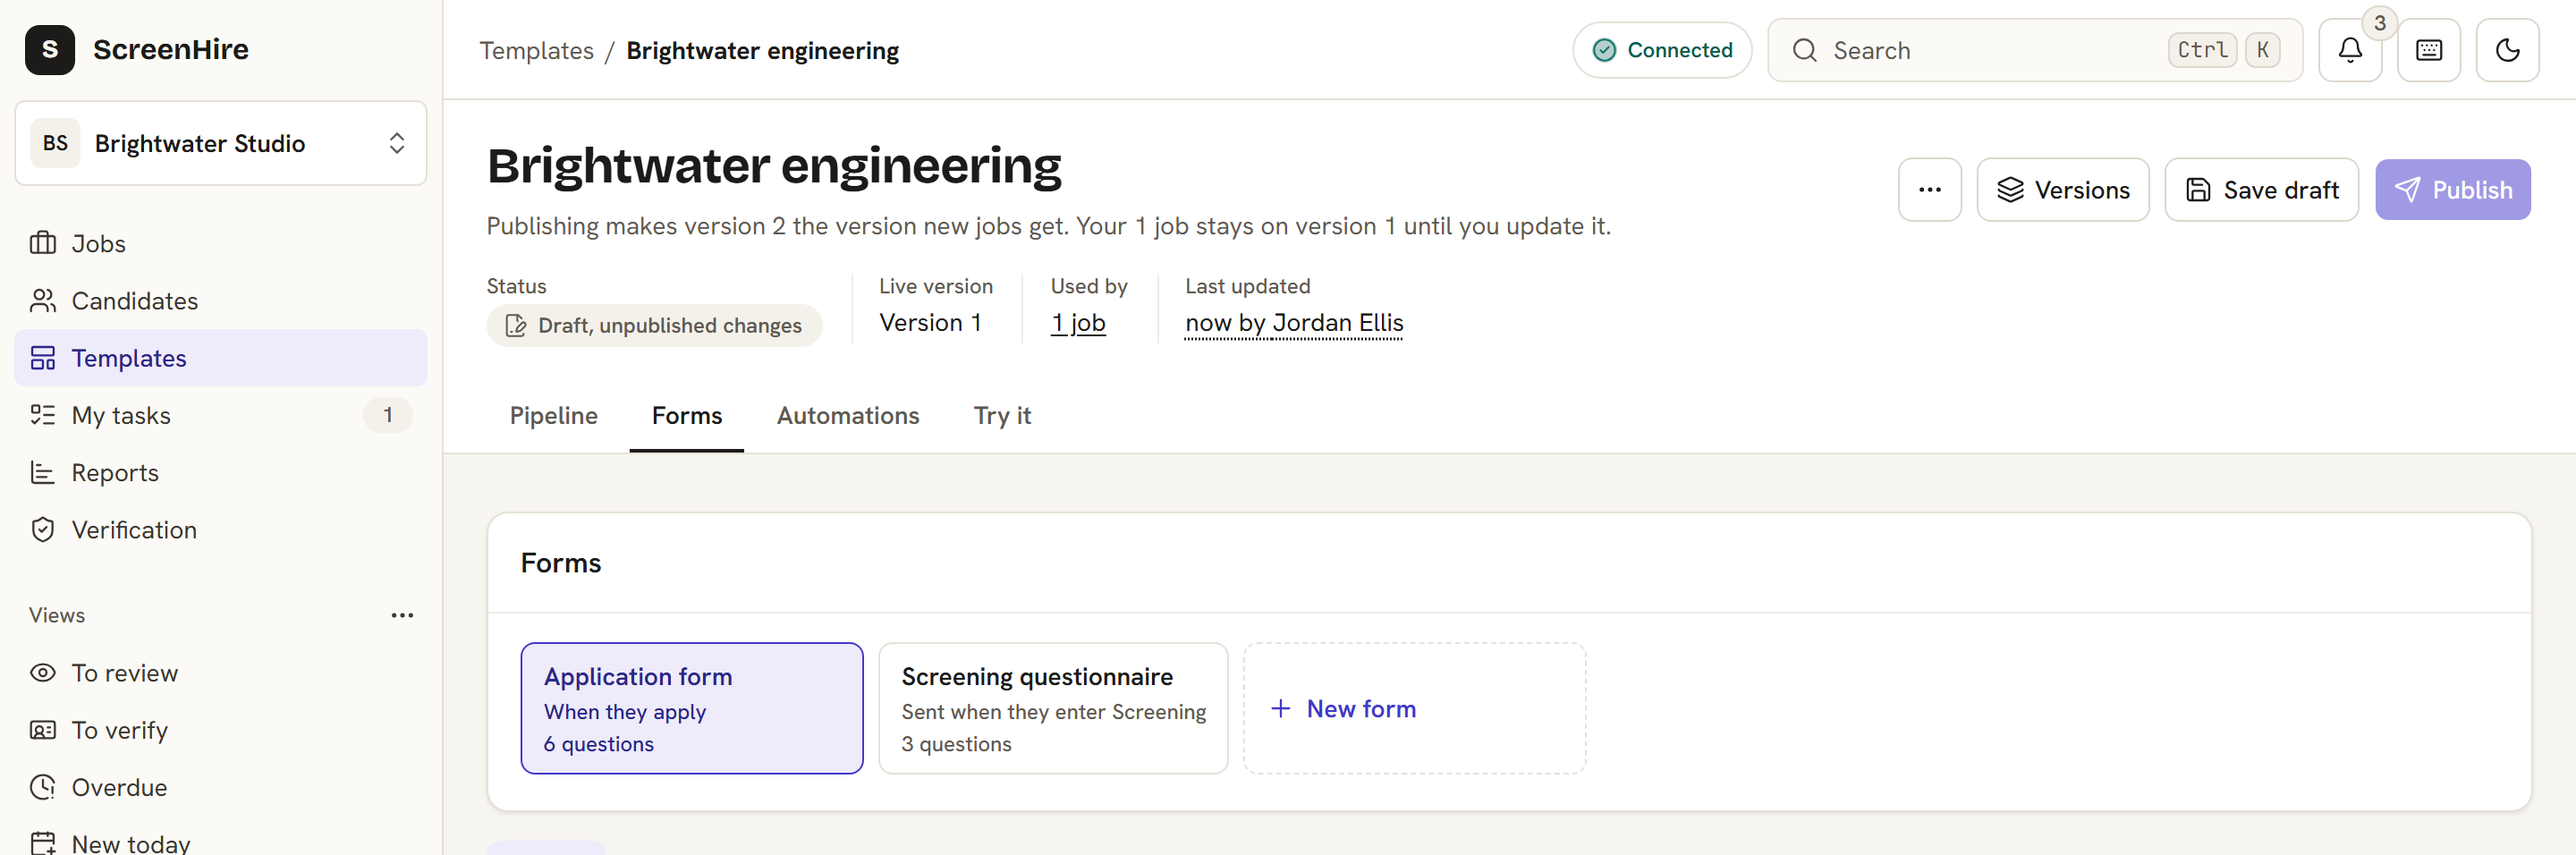 S ScreenHire
BS Brightwater Studio
Jobs
Candidates
Templates
My tasks 1
Reports
Verification
Views
To review
To verify
Overdue
New today
Templates / Brightwater engineering
Connected
Search Ctrl K
3
Brightwater engineering
Publishing makes version 2 the version new jobs get. Your 1 job stays on version 1 until you update it.
Versions
Save draft
Publish
Status
Draft, unpublished changes
Live version
Version 1
Used by
1 job
Last updated
now by Jordan Ellis
Pipeline Forms Automations Try it
Forms
Application form
When they apply
6 questions
Screening questionnaire
Sent when they enter Screening
3 questions
New form